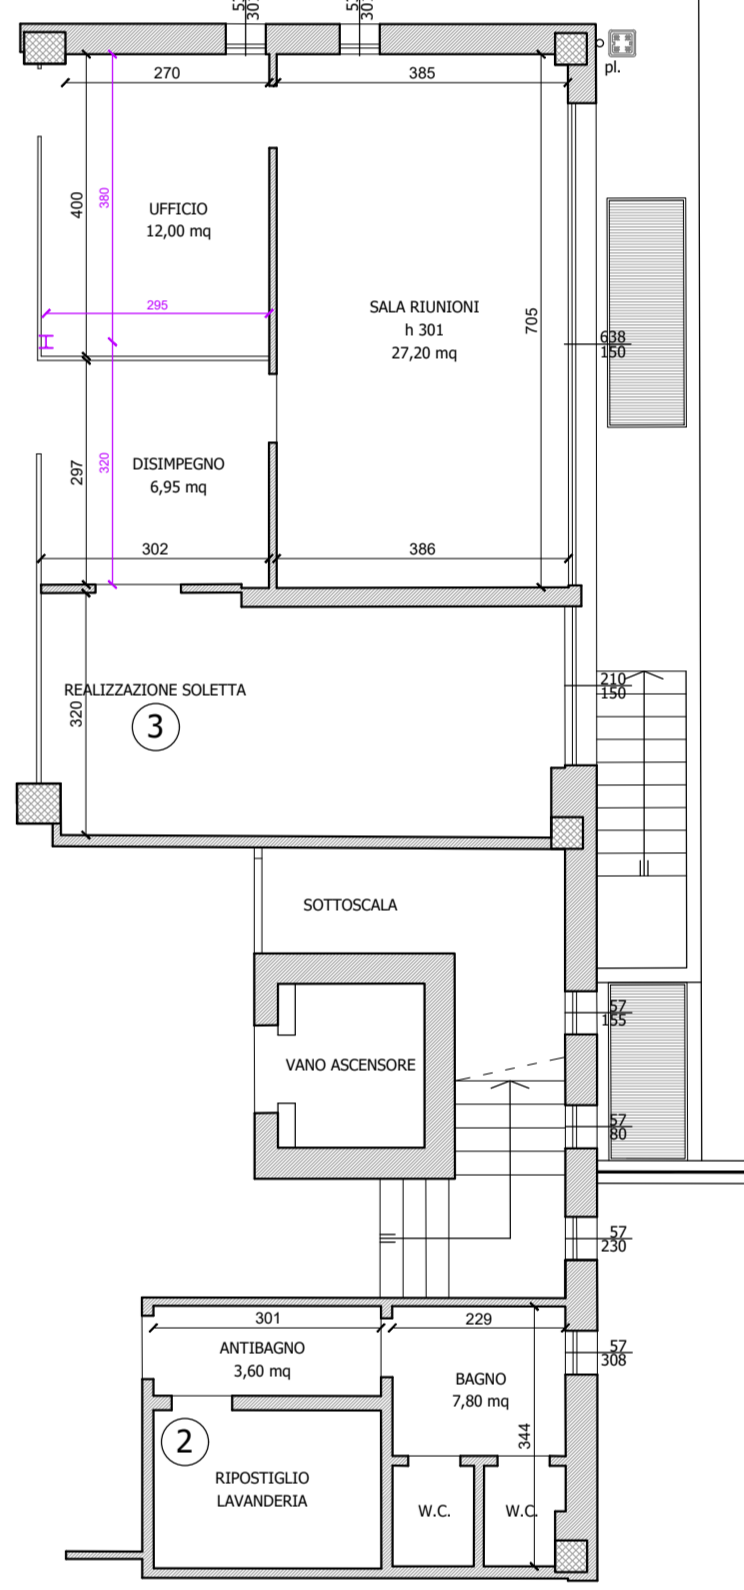 270
385
pl.
400
380
UFFICIO
12,00 mq
295
SALA RIUNIONI
h 301
27,20 mq
705
638
150
H
297
320
DISIMPEGNO
6,95 mq
302
386
REALIZZAZIONE SOLETTA
320
3
210
150
SOTTOSCALA
57
155
VANO ASCENSORE
57
80
57
230
301
229
ANTIBAGNO
3,60 mq
57
308
BAGNO
7,80 mq
344
2
RIPOSTIGLIO
LAVANDERIA
W.C.
W.C.